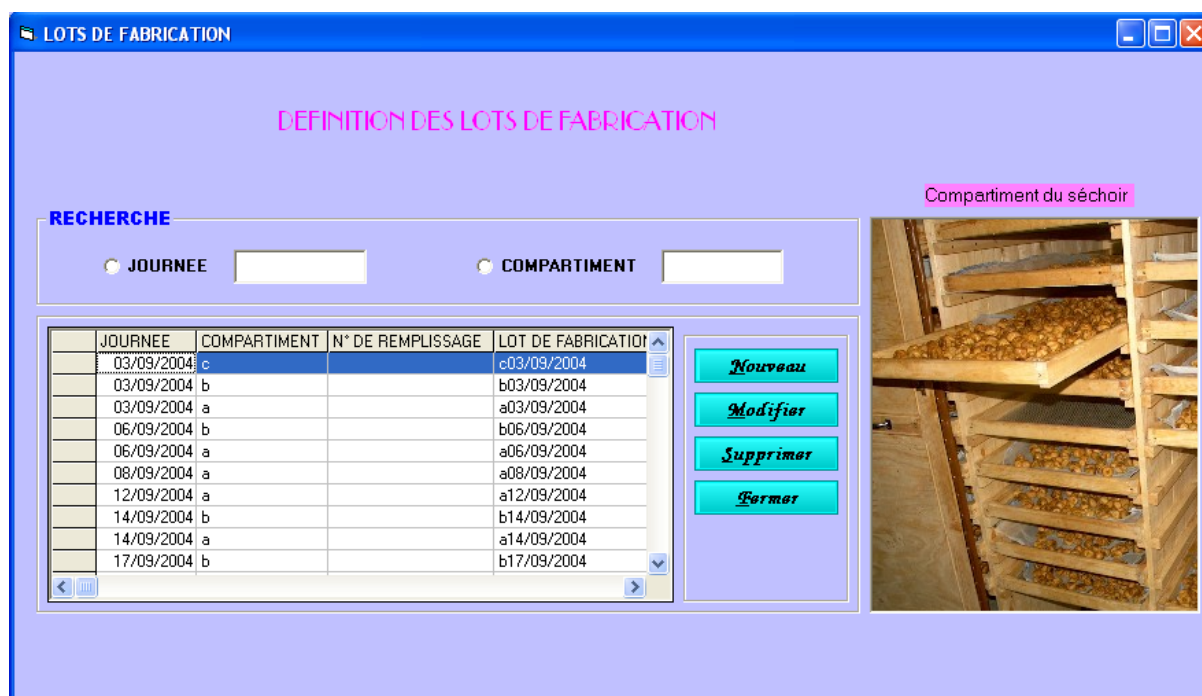 LOTS DE FABRICATION
DEFINITION DES LOTS DE FABRICATION
Compartiment du séchoir
RECHERCHE
JOURNEE COMPARTIMENT
JOURNEE COMPARTIMENT N° DE REMPLISSAGE LOT DE FABRICATION
03/09/2004 c c03/09/2004
03/09/2004 b b03/09/2004
03/09/2004 a a03/09/2004
06/09/2004 b b06/09/2004
06/09/2004 a a06/09/2004
08/09/2004 a a08/09/2004
12/09/2004 a a12/09/2004
14/09/2004 b b14/09/2004
14/09/2004 a a14/09/2004
17/09/2004 b b17/09/2004
Nouveau
Modifier
Supprimer
Fermer